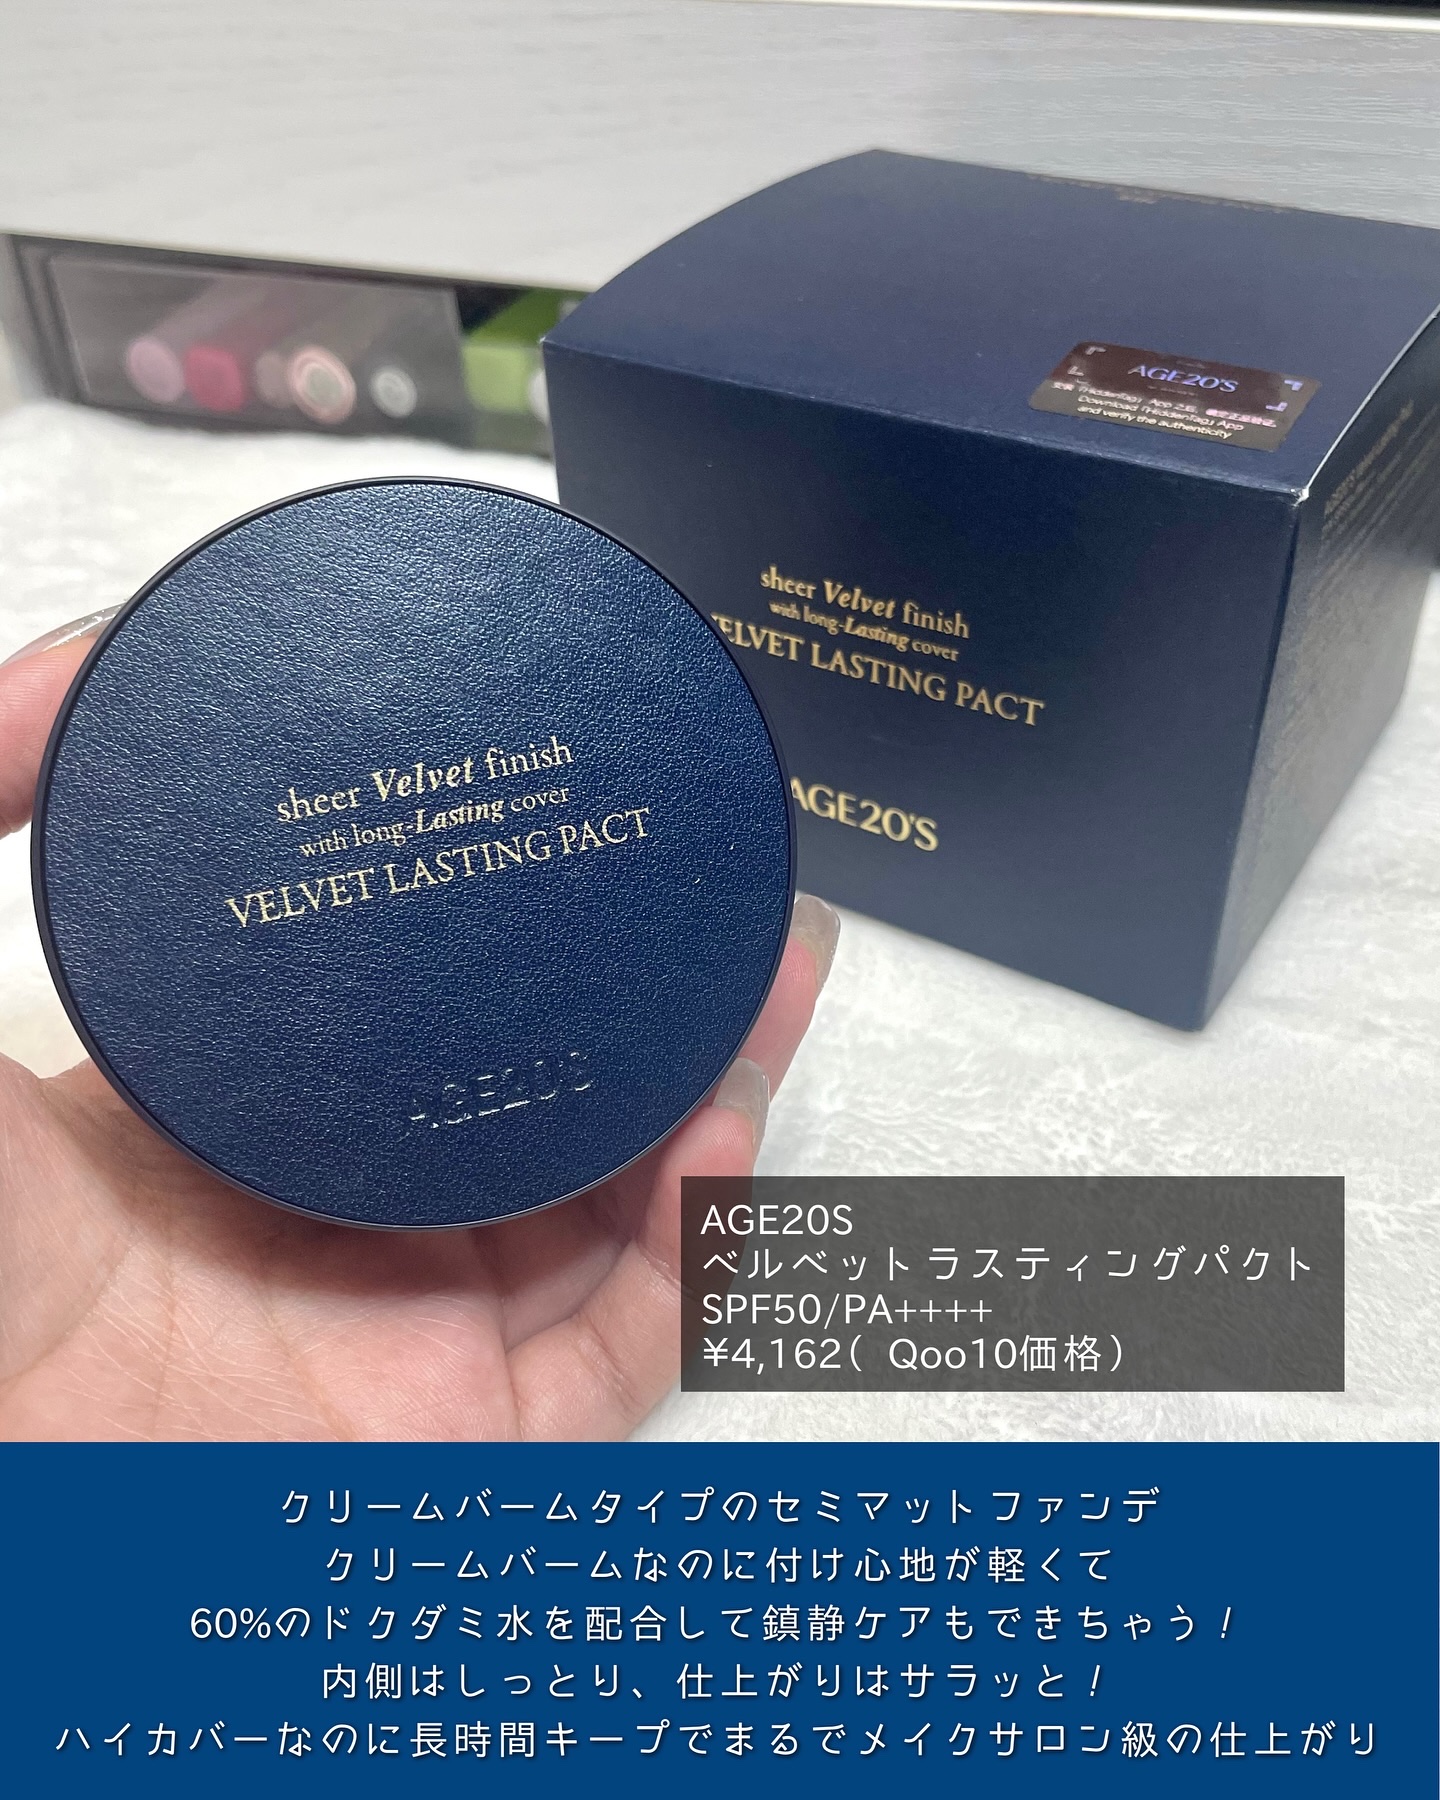 AGE20'S
Download「HiddenTag」App
and verify the authenticity
sheer Velvet finish
with long-Lasting cover
VELVET LASTING PACT
AGE20'S
sheer Velvet finish
with long-Lasting cover
VELVET LASTING PACT
AGE20'S
AGE20S
ベルベットラスティングパクト
SPF50/PA++++
¥4,162( Qoo10価格)
クリームバームタイプのセミマットファンデ
クリームバームなのに付け心地が軽くて
60%のドクダミ水を配合して鎮静ケアもできちゃう!
内側はしっとり、仕上がりはサラッと!
ハイカバーなのに長時間キープでまるでメイクサロン級の仕上がり